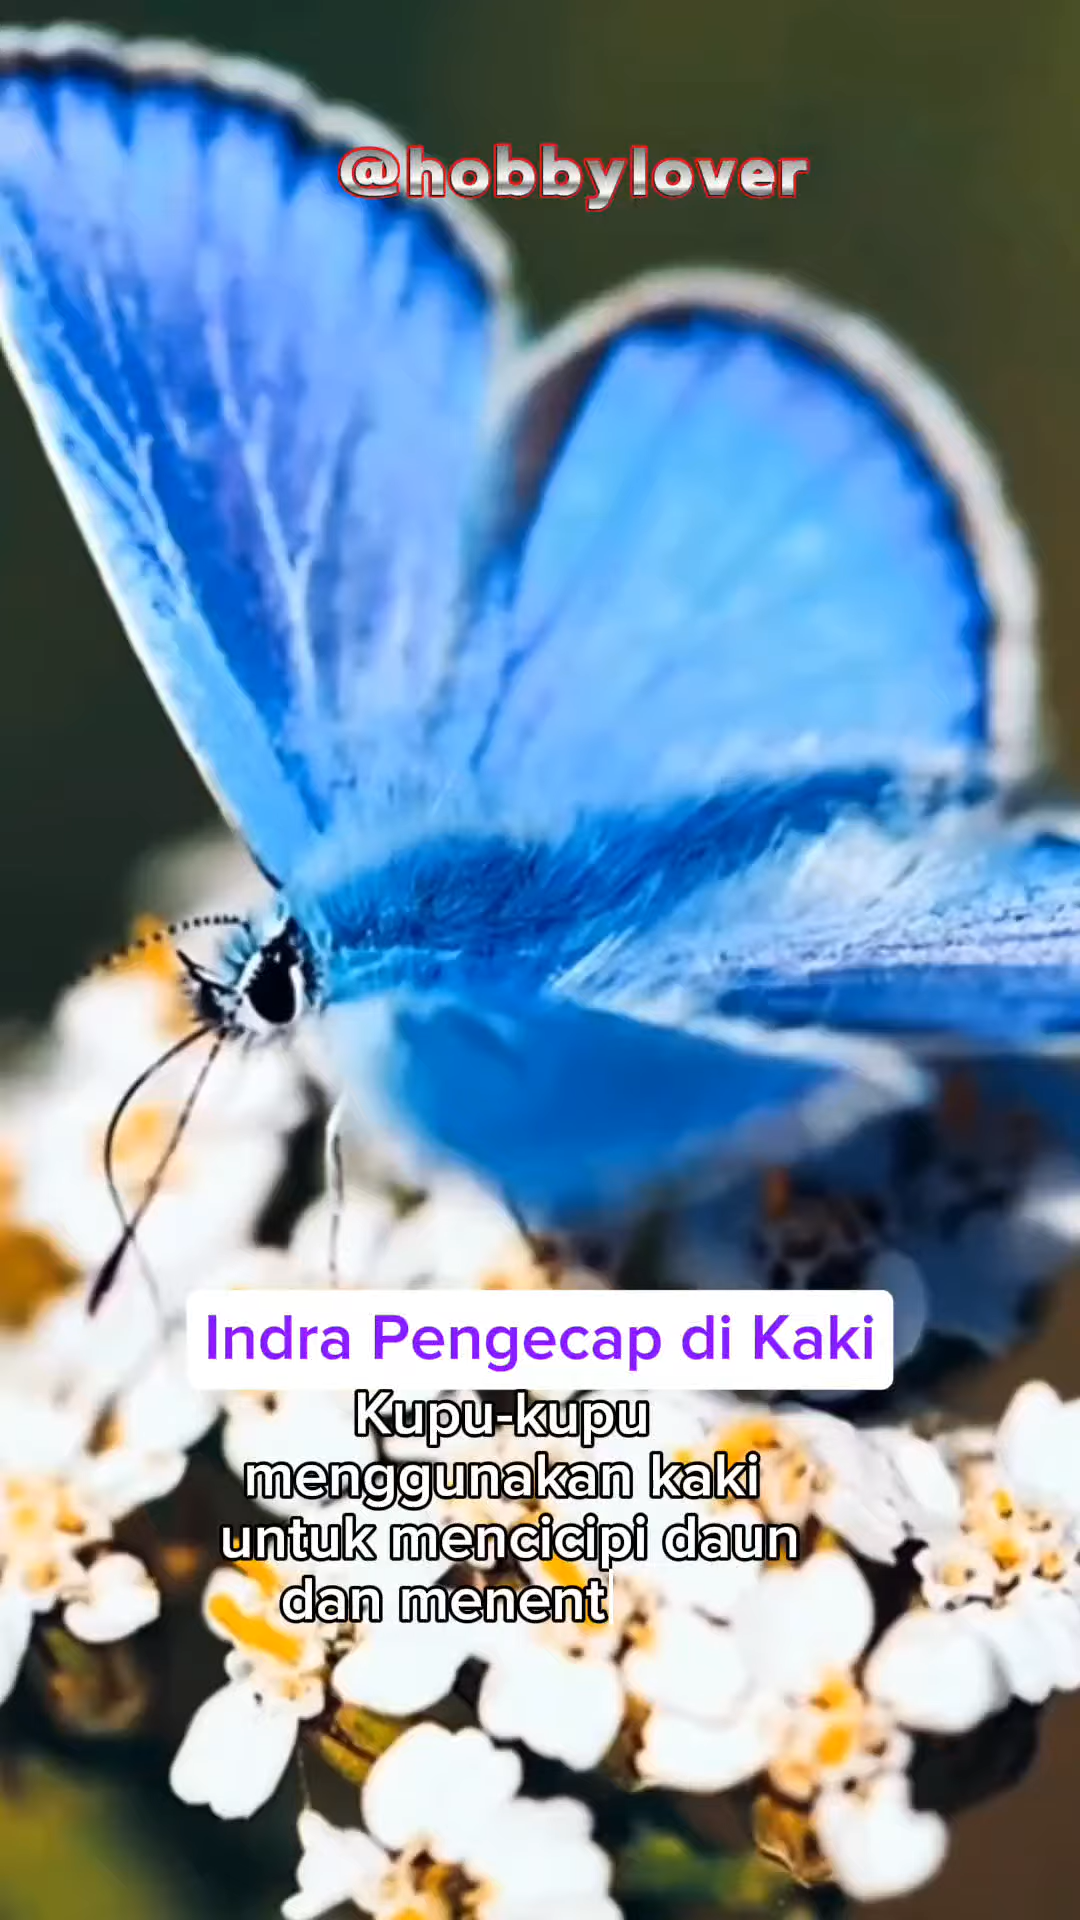 @hobbylover
Indra Pengecap di Kaki
Kupu-kupu
menggunakan kaki
untuk mencicipi daun
dan menent